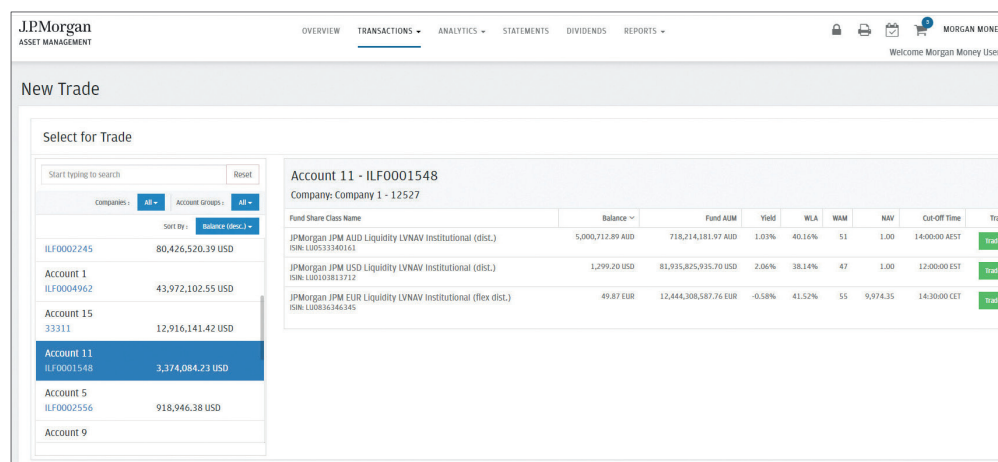 J.P.Morgan
ASSET MANAGEMENT
OVERVIEW TRANSACTIONS ANALYTICS STATEMENTS DIVIDENDS REPORTS
3
MORGAN MONE
Welcome Morgan Money User
New Trade
Select for Trade
Start typing to search Reset
Companies : All Account Groups : All
Sort By : Balance (desc.)
ILF0002245 80,426,520.39 USD
Account 1
ILF0004962 43,972,102.55 USD
Account 15
33311 12,916,141.42 USD
Account 11
ILF0001548 3,374,084.23 USD
Account 5
ILF0002556 918,946.38 USD
Account 9
Account 11 - ILF0001548
Company: Company 1 - 12527
Fund Share Class Name Balance Fund AUM Yield WLA WAM NAV Cut-Off Time Tra
JPMorgan JPM AUD Liquidity LVNAV Institutional (dist.) 5,000,712.89 AUD 718,214,181.97 AUD 1.03% 40.16% 51 1.00 14:00:00 AEST Trad
ISIN: LU0533340161
JPMorgan JPM USD Liquidity LVNAV Institutional (dist.) 1,299.20 USD 81,935,825,935.70 USD 2.06% 38.14% 47 1.00 12:00:00 EST Trad
ISIN: LU0103813712
JPMorgan JPM EUR Liquidity LVNAV Institutional (flex dist.) 49.87 EUR 12,444,308,587.76 EUR -0.58% 41.52% 55 9,974.35 14:30:00 CET Trad
ISIN: LU0836346345